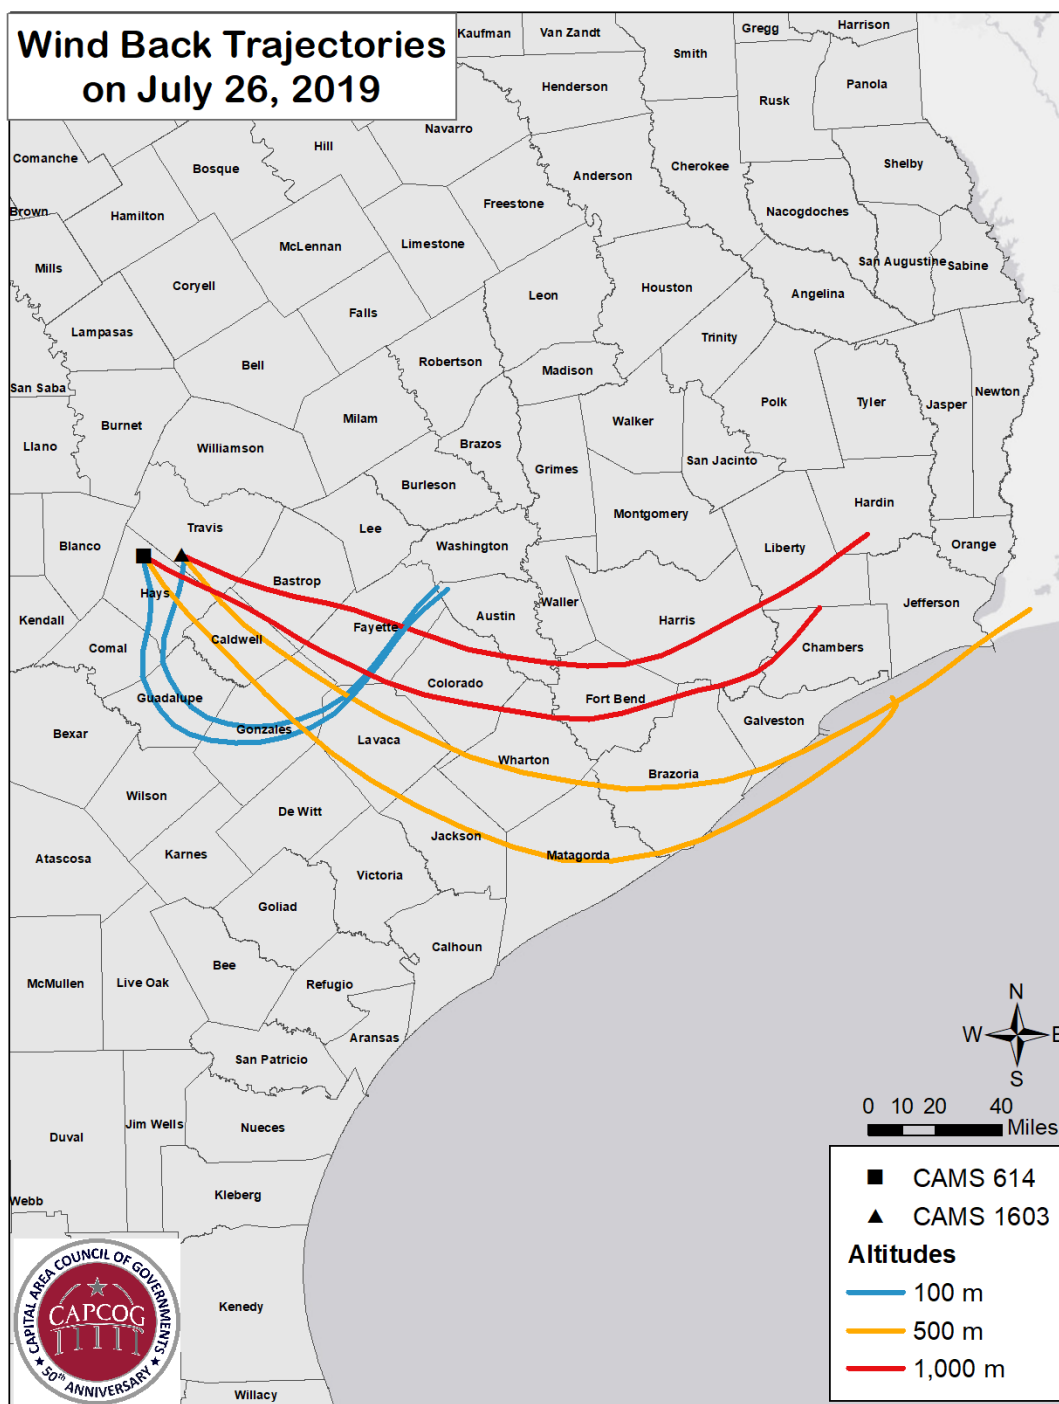 Wind Back Trajectories
on July 26, 2019
Kaufman
Van Zandt
Gregg
Harrison
Smith
Henderson
Rusk
Panola
Navarro
Hill
Comanche
Bosque
Anderson
Cherokee
Shelby
Brown
Hamilton
Freestone
Nacogdoches
McLennan
Limestone
San Augustine
Sabine
Mills
Coryell
Houston
Leon
Angelina
Falls
Lampasas
Trinity
Bell
Robertson
Madison
San Saba
Polk
Tyler
Jasper
Newton
Burnet
Milam
Walker
Llano
Williamson
Brazos
San Jacinto
Grimes
Burleson
Hardin
Montgomery
Travis
Lee
Blanco
Washington
Liberty
Orange
Bastrop
Hays
Waller
Jefferson
Kendall
Austin
Harris
Fayette
Caldwell
Comal
Chambers
Colorado
Guadalupe
Fort Bend
Galveston
Bexar
Gonzales
Lavaca
Wharton
Brazoria
Wilson
De Witt
Jackson
Atascosa
Karnes
Matagorda
Victoria
Goliad
Calhoun
Bee
McMullen
Live Oak
Refugio
Aransas
San Patricio
Jim Wells
Nueces
Duval
Kleberg
Webb
Kenedy
Willacy
N
W E
S
0 10 20 40
Miles
CAMS 614
CAMS 1603
Altitudes
100 m
500 m
1,000 m
CAPITAL AREA COUNCIL OF GOVERNMENTS
CAPCOG
50th ANNIVERSARY